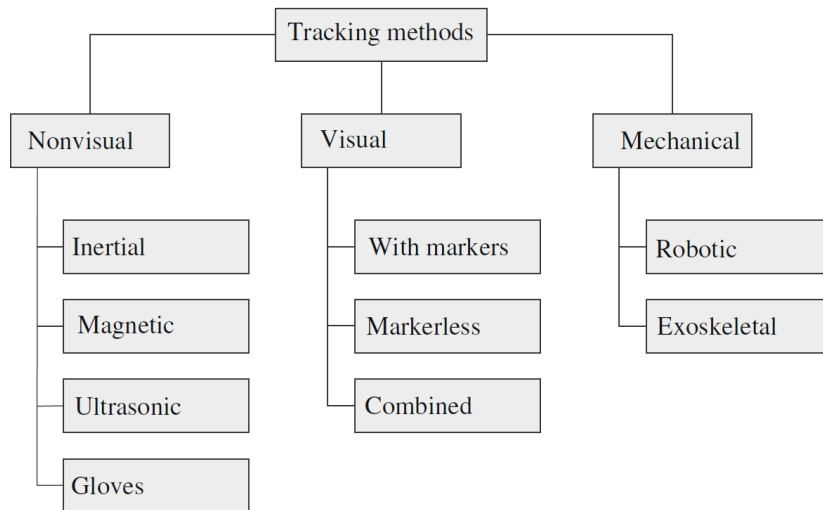 Tracking methods
Nonvisual
Inertial
Magnetic
Ultrasonic
Gloves
Visual
With markers
Markerless
Combined
Mechanical
Robotic
Exoskeletal